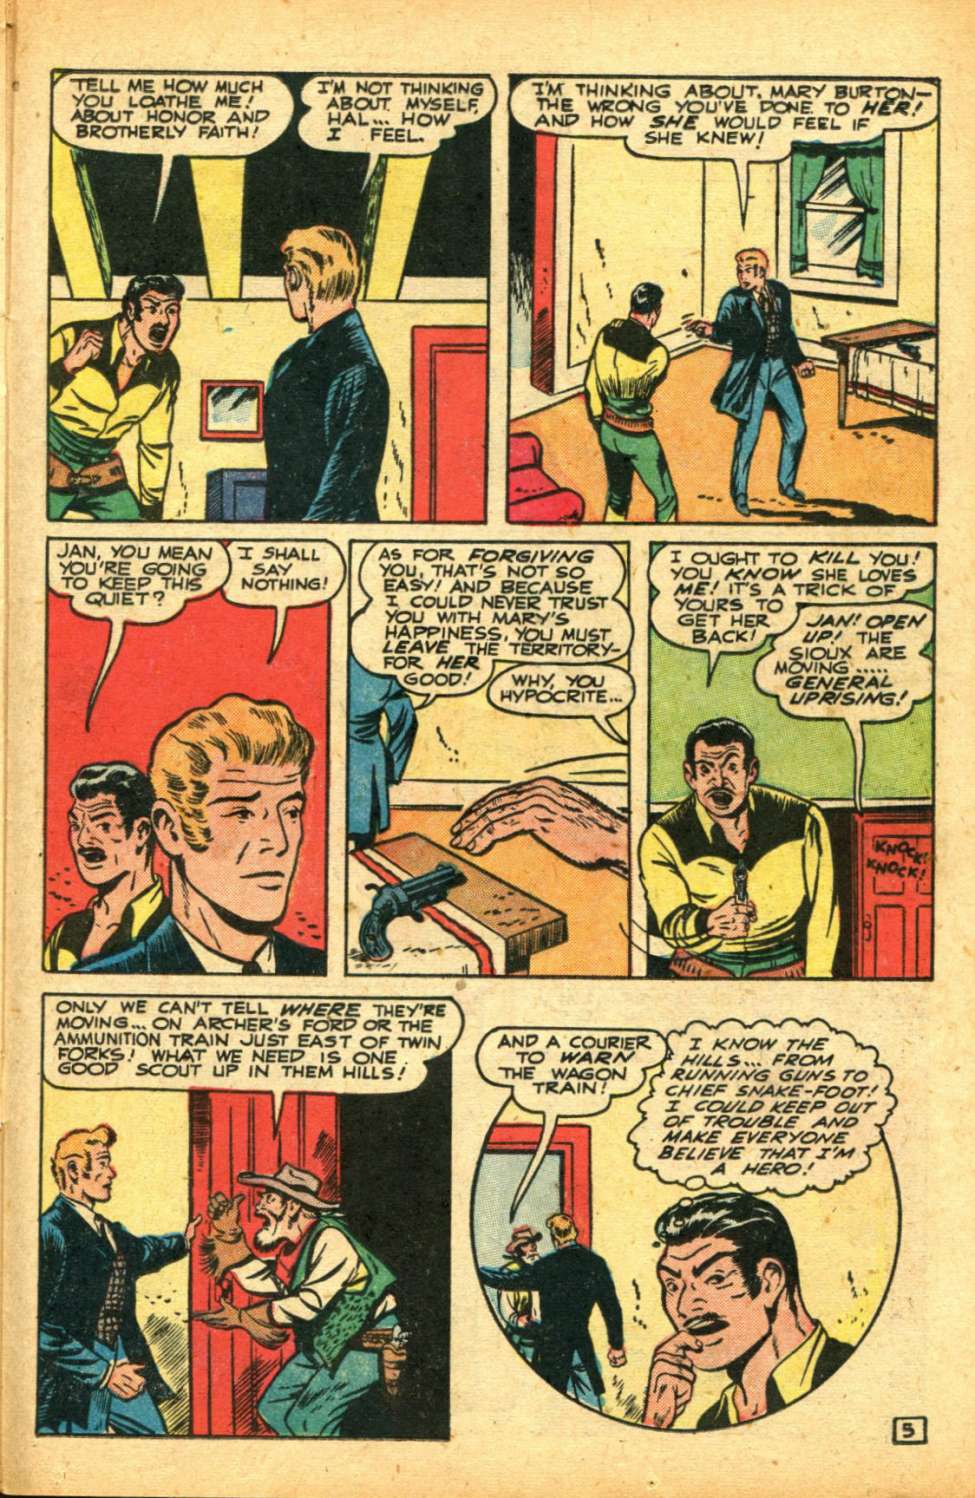 TELL ME HOW MUCH
YOU LOATHE ME!
ABOUT HONOR AND
BROTHERLY FAITH!
I'M NOT THINKING
ABOUT MYSELF,
HAL... HOW
I FEEL.
I'M THINKING ABOUT MARY BURTON—
THE WRONG YOU'VE DONE TO HER!
AND HOW SHE WOULD FEEL IF
SHE KNEW!
JAN, YOU MEAN
YOU'RE GOING
TO KEEP THIS
QUIET?
I SHALL
SAY
NOTHING!
AS FOR FORGIVING
YOU, THAT'S NOT SO
EASY! AND BECAUSE
I COULD NEVER TRUST
YOU WITH MARY'S
HAPPINESS, YOU MUST
LEAVE THE TERRITORY—
FOR HER
GOOD!
WHY, YOU
HYPOCRITE...
I OUGHT TO KILL YOU!
YOU KNOW SHE LOVES
ME! IT'S A TRICK OF
YOURS TO
GET HER
BACK!
JAN! OPEN
UP! THE
SIOUX ARE
MOVING.....
GENERAL
UPRISING!
KNOCK!
KNOCK!
ONLY WE CAN'T TELL WHERE THEY'RE
MOVING... ON ARCHER'S FORD OR THE
AMMUNITION TRAIN JUST EAST OF TWIN
FORKS! WHAT WE NEED IS ONE
GOOD SCOUT UP IN THEM HILLS!
AND A COURIER
TO WARN
THE WAGON
TRAIN!
I KNOW THE
HILLS... FROM
RUNNING GUNS TO
CHIEF SNAKE-FOOT!
I COULD KEEP OUT
OF TROUBLE AND
MAKE EVERYONE
BELIEVE THAT I'M
A HERO!
5